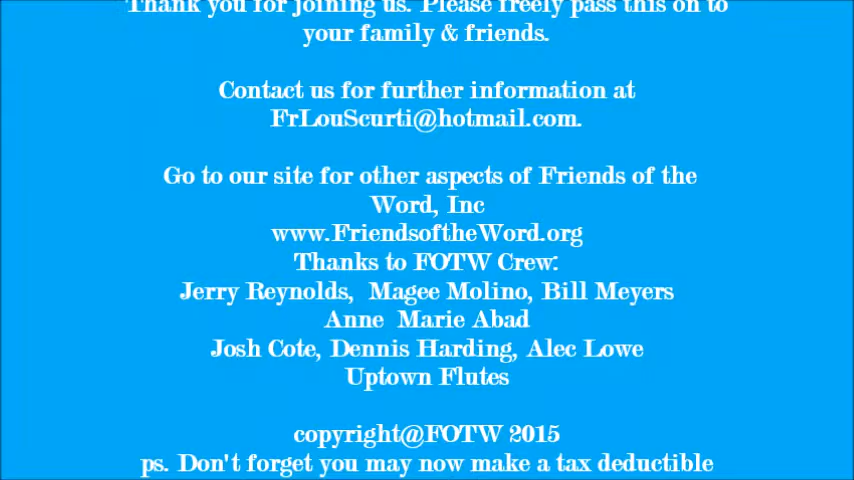 Thank you for joining us. Please freely pass this on to
your family & friends.
Contact us for further information at
FrLouScurti@hotmail.com.
Go to our site for other aspects of Friends of the
Word, Inc
www.FriendsoftheWord.org
Thanks to FOTW Crew:
Jerry Reynolds,  Magee Molino, Bill Meyers
Anne  Marie Abad
Josh Cote, Dennis Harding, Alec Lowe
Uptown Flutes
copyright@FOTW 2015
ps. Don't forget you may now make a tax deductible